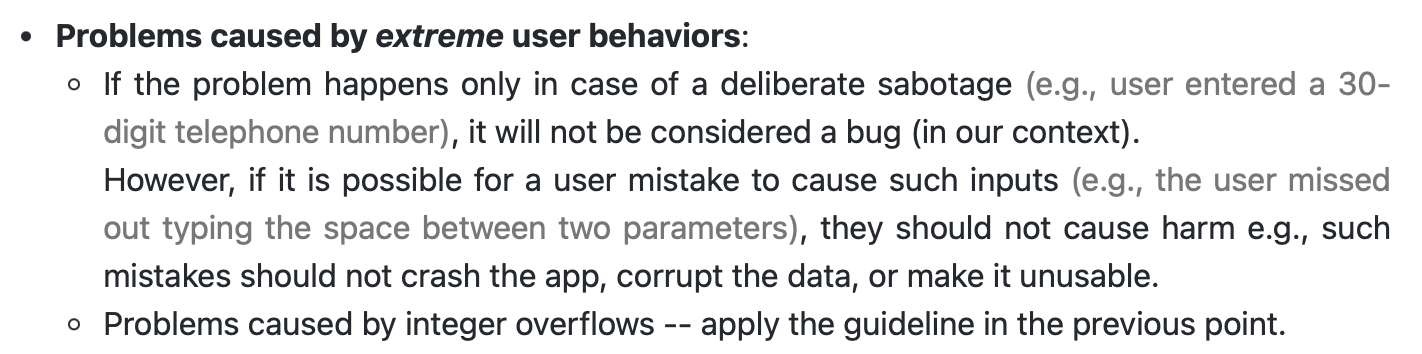 • Problems caused by extreme user behaviors:
◦ If the problem happens only in case of a deliberate sabotage (e.g., user entered a 30-
digit telephone number), it will not be considered a bug (in our context).
However, if it is possible for a user mistake to cause such inputs (e.g., the user missed
out typing the space between two parameters), they should not cause harm e.g., such
mistakes should not crash the app, corrupt the data, or make it unusable.
◦ Problems caused by integer overflows -- apply the guideline in the previous point.